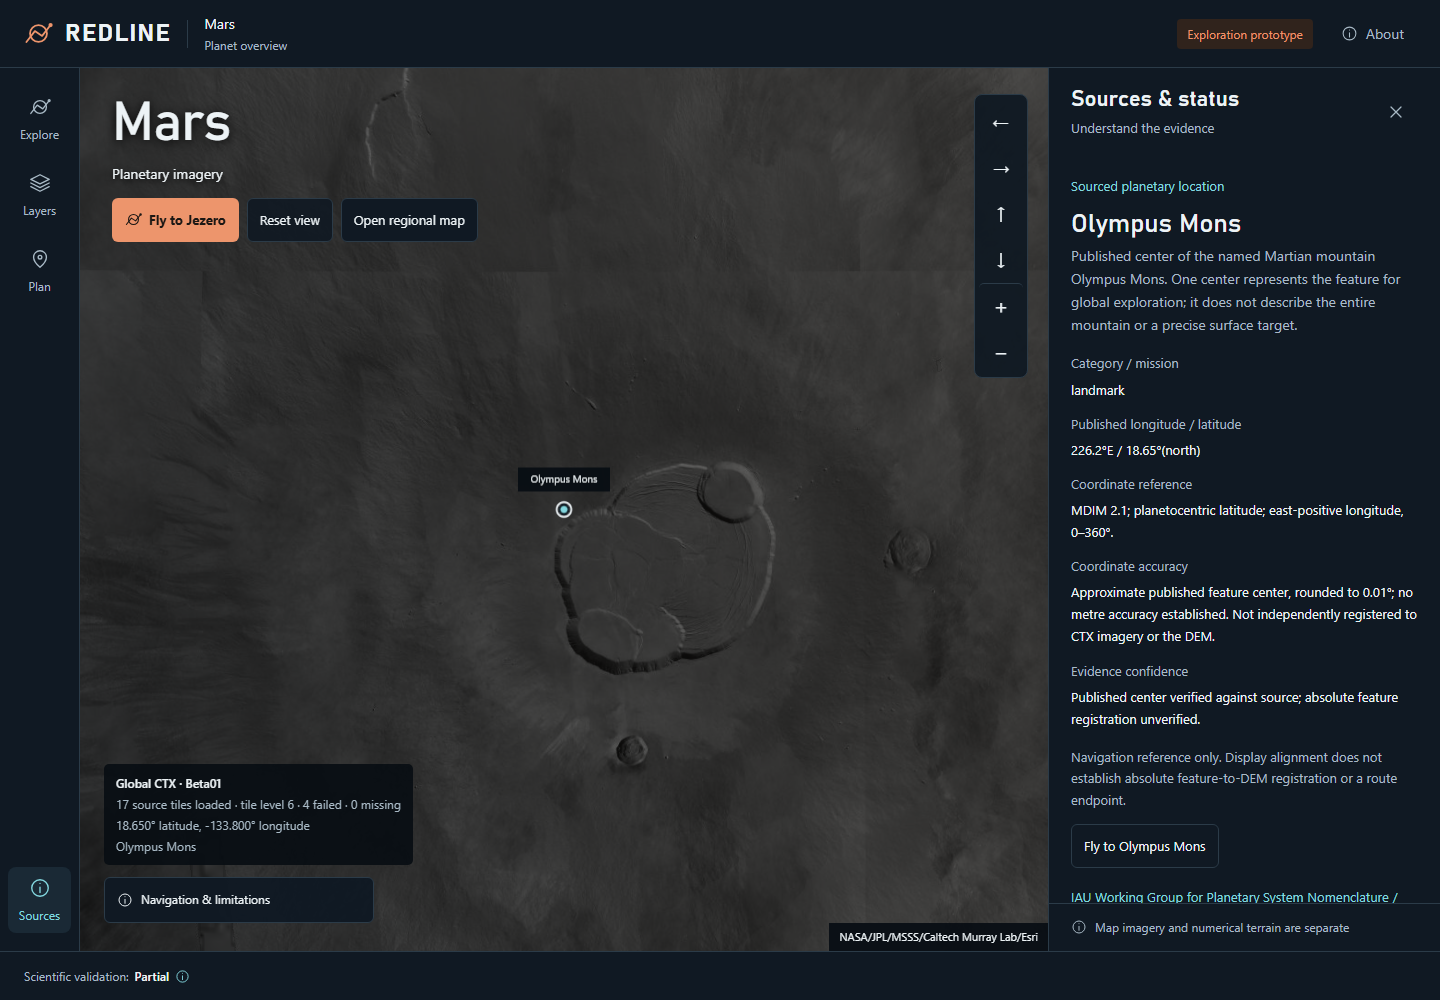 REDLINE
Mars
Planet overview
Exploration prototype
About
Explore
Layers
Plan
Sources
Mars
Planetary imagery
Fly to Jezero
Reset view
Open regional map
←
→
↑
↓
+
−
Olympus Mons
Global CTX · Beta01
17 source tiles loaded · tile level 6 · 4 failed · 0 missing
18.650° latitude, -133.800° longitude
Olympus Mons
Navigation & limitations
NASA/JPL/MSSS/Caltech Murray Lab/Esri
Sources & status
Understand the evidence
Sourced planetary location
Olympus Mons
Published center of the named Martian mountain
Olympus Mons. One center represents the feature for
global exploration; it does not describe the entire
mountain or a precise surface target.
Category / mission
landmark
Published longitude / latitude
226.2°E / 18.65°(north)
Coordinate reference
MDIM 2.1; planetocentric latitude; east-positive longitude,
0–360°.
Coordinate accuracy
Approximate published feature center, rounded to 0.01°; no
metre accuracy established. Not independently registered to
CTX imagery or the DEM.
Evidence confidence
Published center verified against source; absolute feature
registration unverified.
Navigation reference only. Display alignment does not
establish absolute feature-to-DEM registration or a route
endpoint.
Fly to Olympus Mons
IAU Working Group for Planetary System Nomenclature /
Map imagery and numerical terrain are separate
Scientific validation: Partial